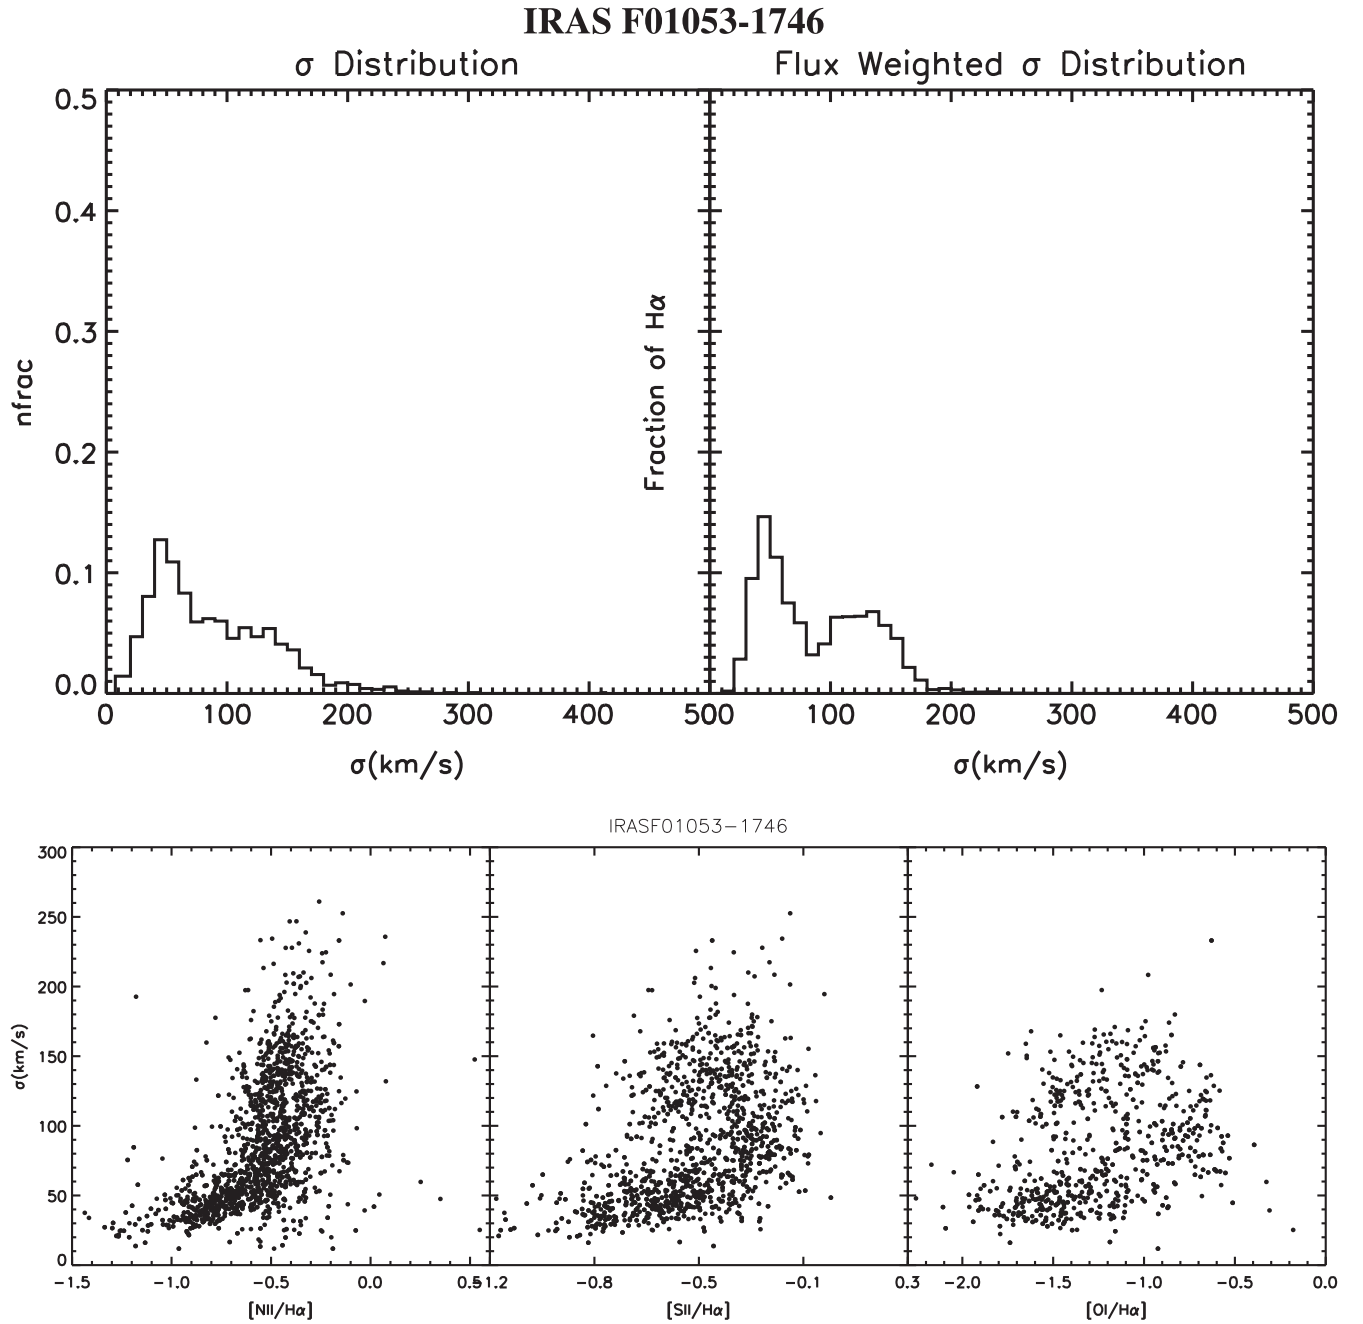 IRAS F01053-1746
σ Distribution
Flux Weighted σ Distribution
0.5
0.4
0.3
0.2
0.1
0.0
nfrac
Fraction of Hα
0 100 200 300 400 500 100 200 300 400 500
σ(km/s) σ(km/s)
IRASF01053-1746
300
250
200
150
100
50
0
σ(km/s)
-1.5 -1.0 -0.5 0.0 0.5 -1.2 -0.8 -0.5 -0.1 0.3 -2.0 -1.5 -1.0 -0.5 0.0
[NII/Hα] [SII/Hα] [OI/Hα]